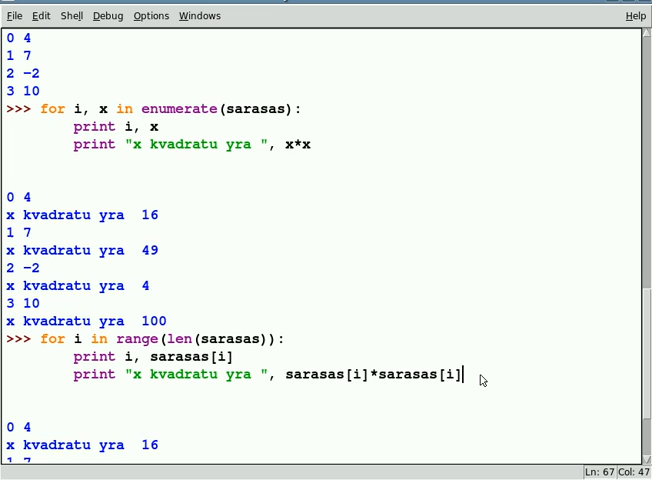 File Edit Shell Debug Options Windows Help
0 4
1 7
2 -2
3 10
>>> for i, x in enumerate(sarasas):
        print i, x
        print "x kvadratu yra ", x*x
0 4
x kvadratu yra  16
1 7
x kvadratu yra  49
2 -2
x kvadratu yra  4
3 10
x kvadratu yra  100
>>> for i in range(len(sarasas)):
        print i, sarasas[i]
        print "x kvadratu yra ", sarasas[i]*sarasas[i]
0 4
x kvadratu yra  16
1 7
Ln: 67 Col: 47